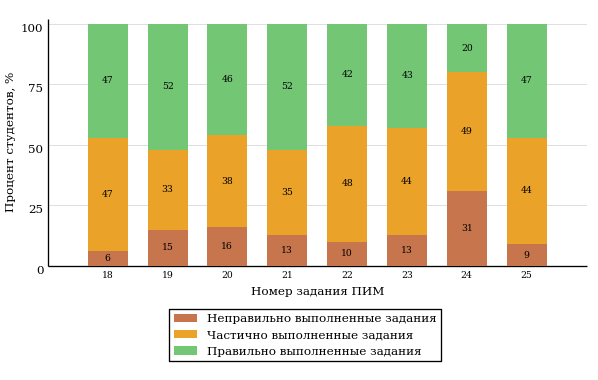 Процент студентов, %
100
75
50
25
0
47 52 46 52 42 43 20 47
47 33 38 35 48 44 49 44
6 15 16 13 10 13 31 9
18 19 20 21 22 23 24 25
Номер задания ПИМ
Неправильно выполненные задания
Частично выполненные задания
Правильно выполненные задания